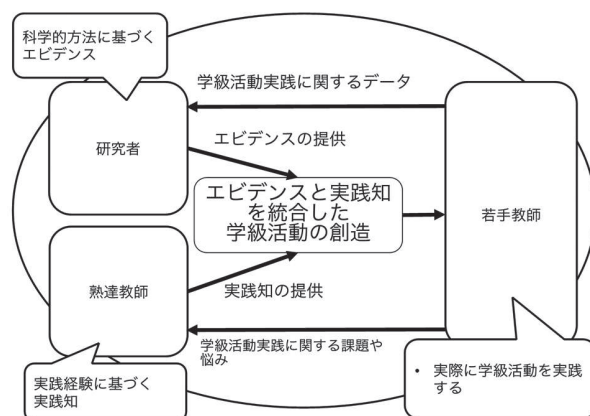 科学的方法に基づく
エビデンス
学級活動実践に関するデータ
研究者
エビデンスの提供
エビデンスと実践知
を統合した
学級活動の創造
若手教師
熟達教師
実践知の提供
学級活動実践に関する課題や
悩み
実践経験に基づく
実践知
• 実際に学級活動を実践
する